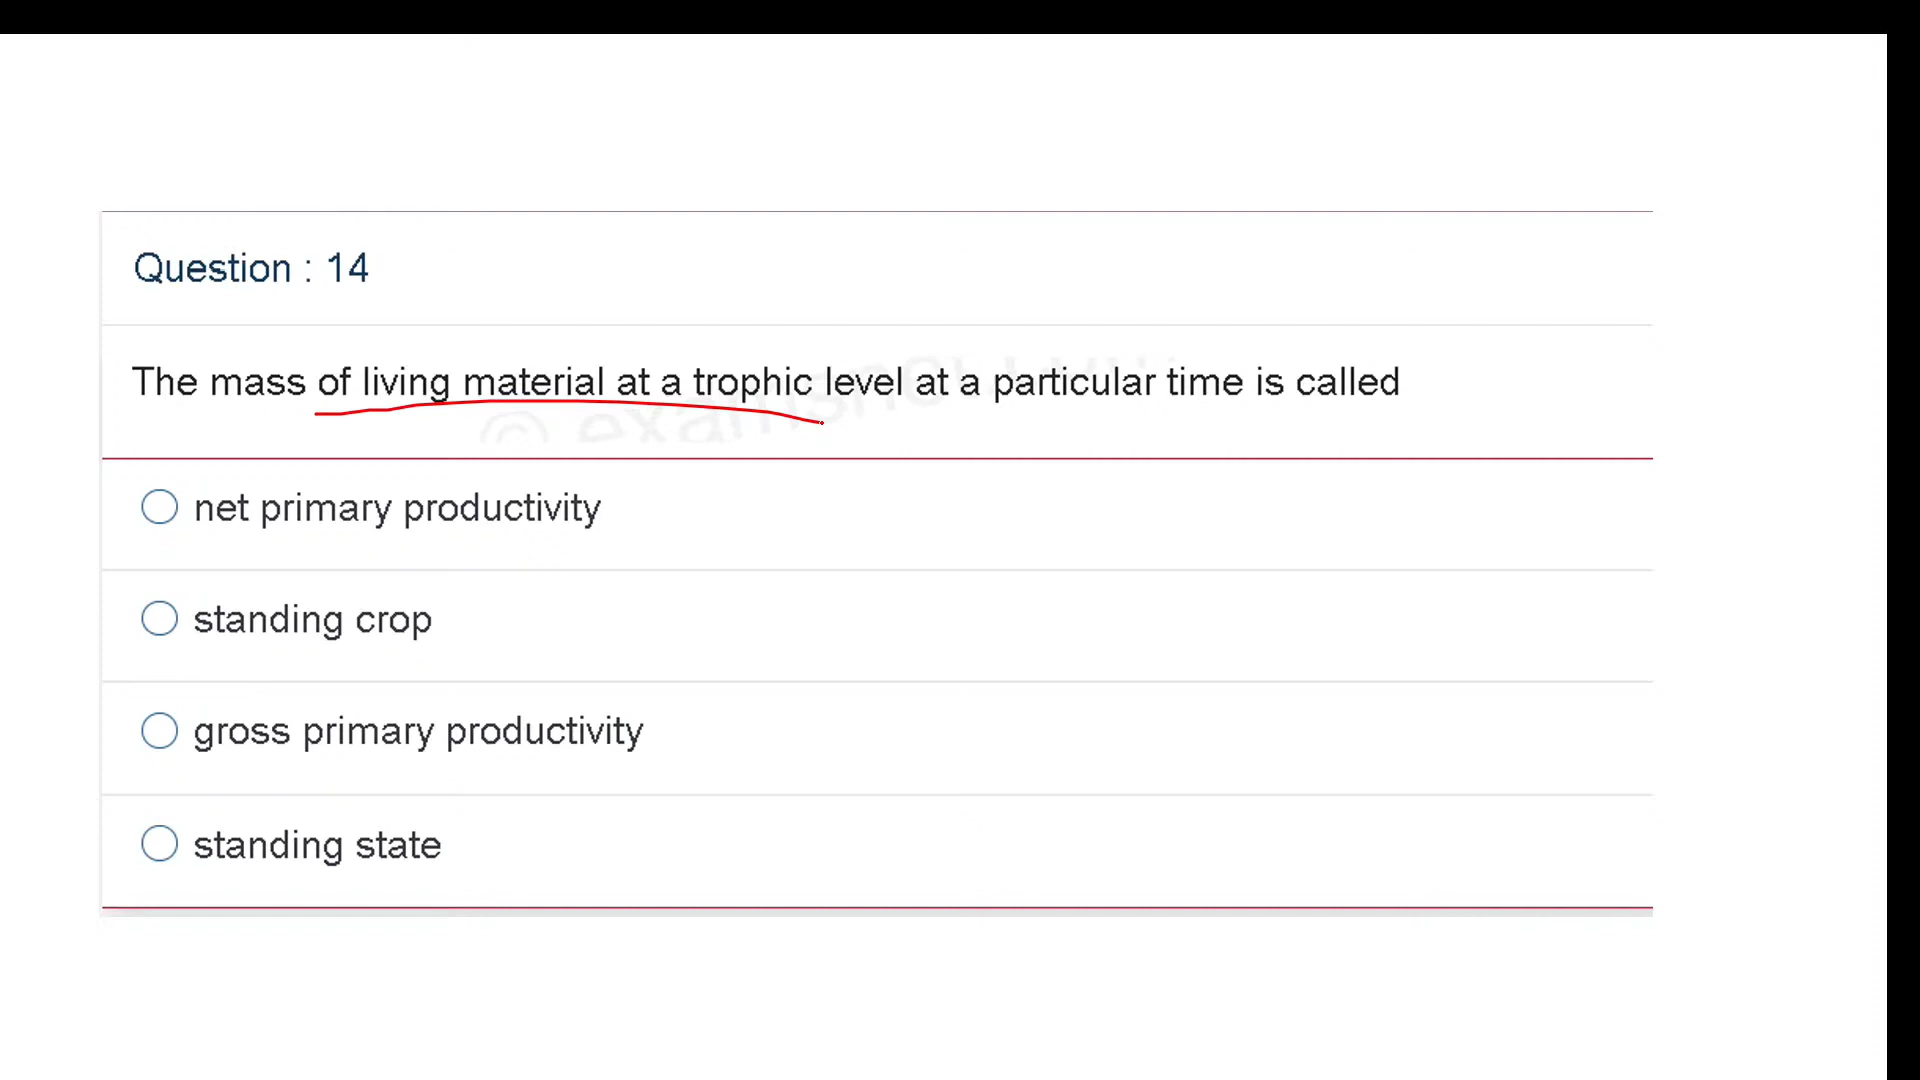 Question : 14
The mass of living material at a trophic level at a particular time is called
net primary productivity
standing crop
gross primary productivity
standing state